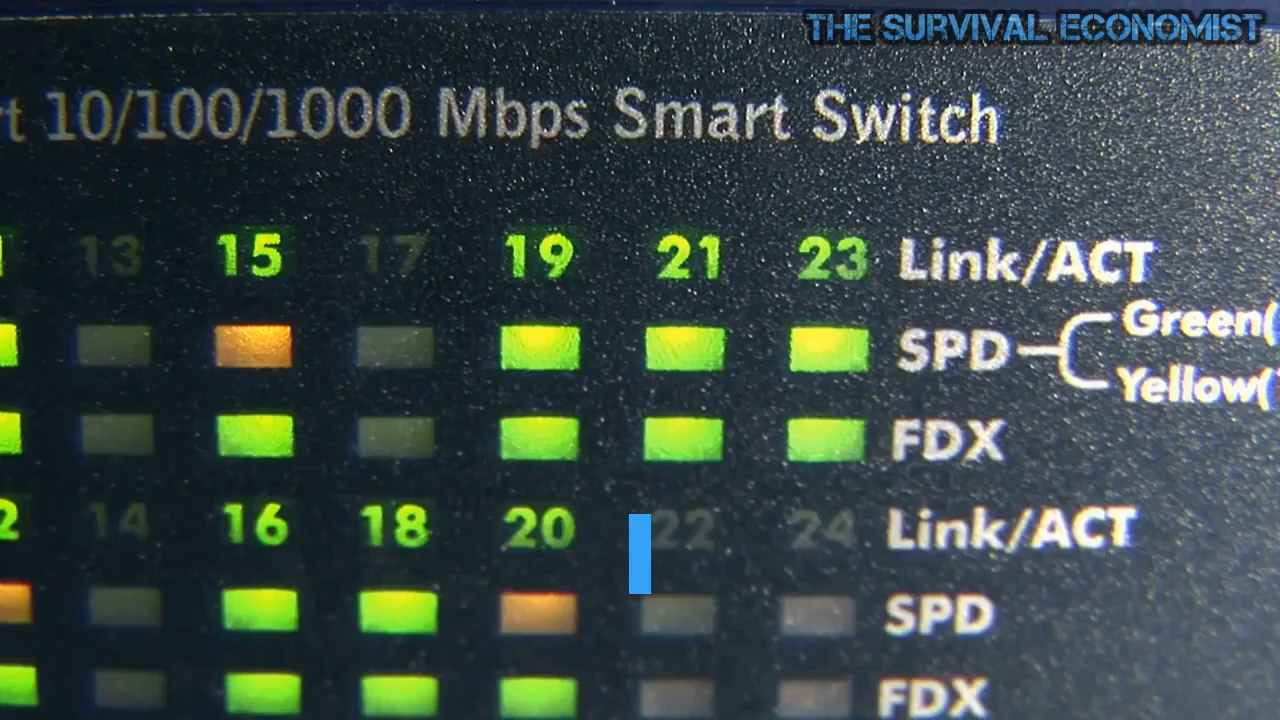 THE SURVIVAL ECONOMIST
10/100/1000 Mbps Smart Switch
13 15 17 19 21 23 Link/ACT
Green(
SPD
Yellow(
FDX
14 16 18 20 22 24 Link/ACT
SPD
FDX